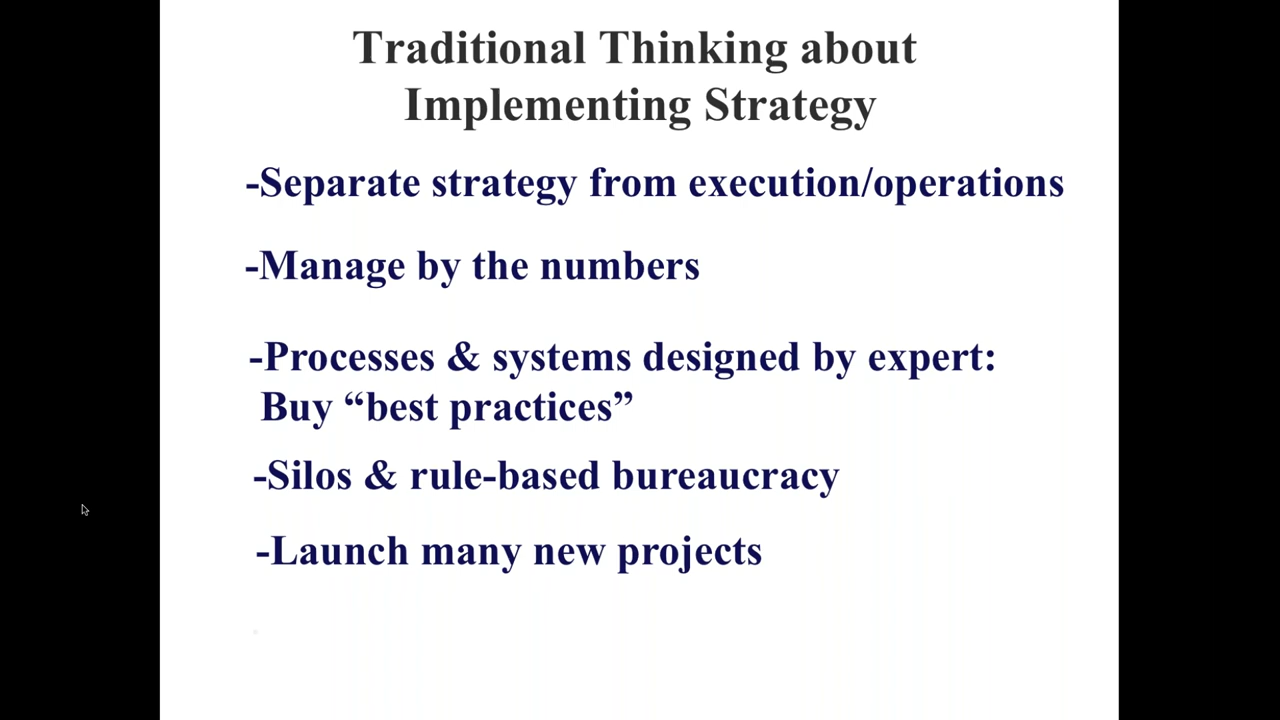 Traditional Thinking about
Implementing Strategy
-Separate strategy from execution/operations
-Manage by the numbers
-Processes & systems designed by expert:
Buy “best practices”
-Silos & rule-based bureaucracy
-Launch many new projects